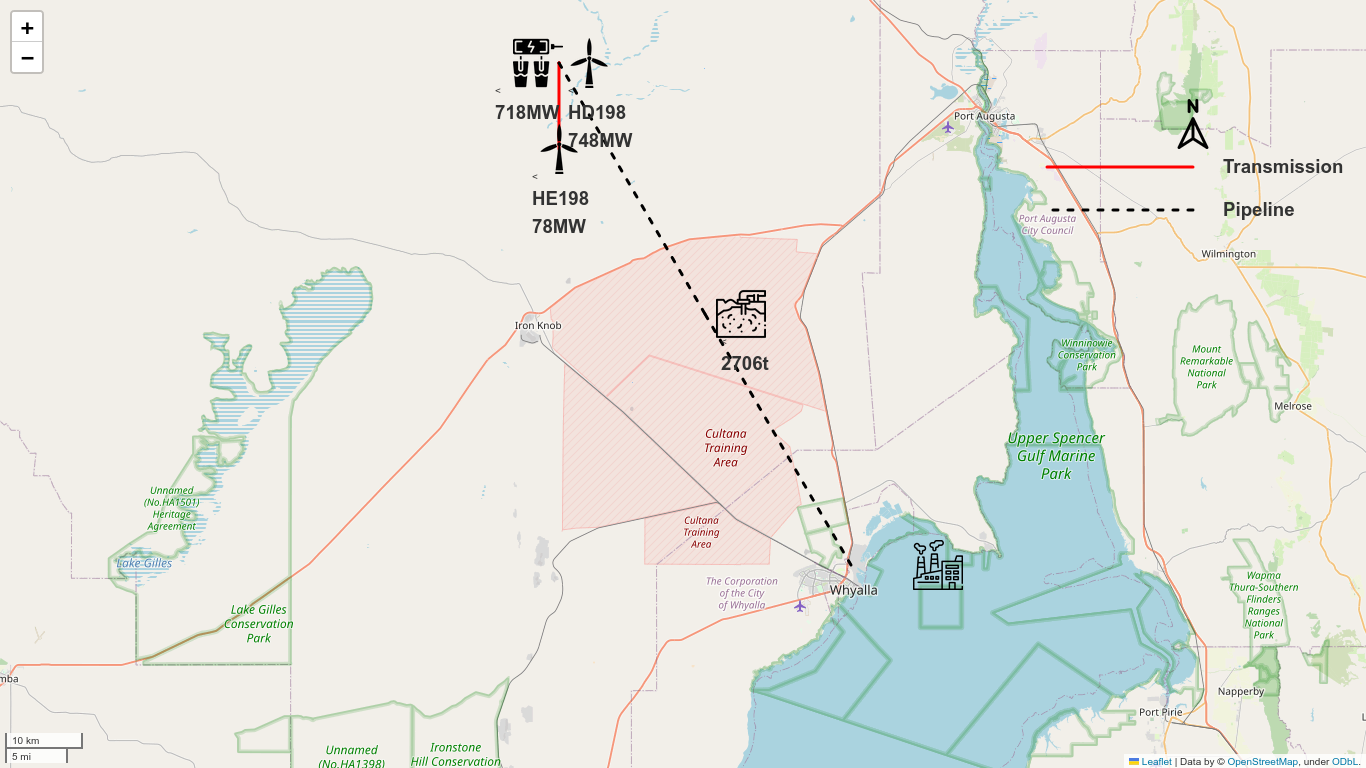 +
−
<
<
718MW
HD198
748MW
<
HE198
78MW
Port Augusta
N
Transmission
Pipeline
Port Augusta
City Council
Wilmington
Iron Knob
2706t
Winninowie
Conservation
Park
Mount
Remarkable
National
Park
Melrose
Cultana
Training
Area
Upper Spencer
Gulf Marine
Park
Unnamed
(No.HA1501)
Heritage
Agreement
Cultana
Training
Area
Lake Gilles
The Corporation
of the City
of Whyalla
Whyalla
Wapma
Thura-Southern
Flinders
Ranges
National
Park
Lake Gilles
Conservation
Park
mba
Napperby
Port Pirie
10 km
5 mi
Unnamed
(No.HA1398)
Ironstone
Hill Conservation
Leaflet | Data by © OpenStreetMap, under ODbL.